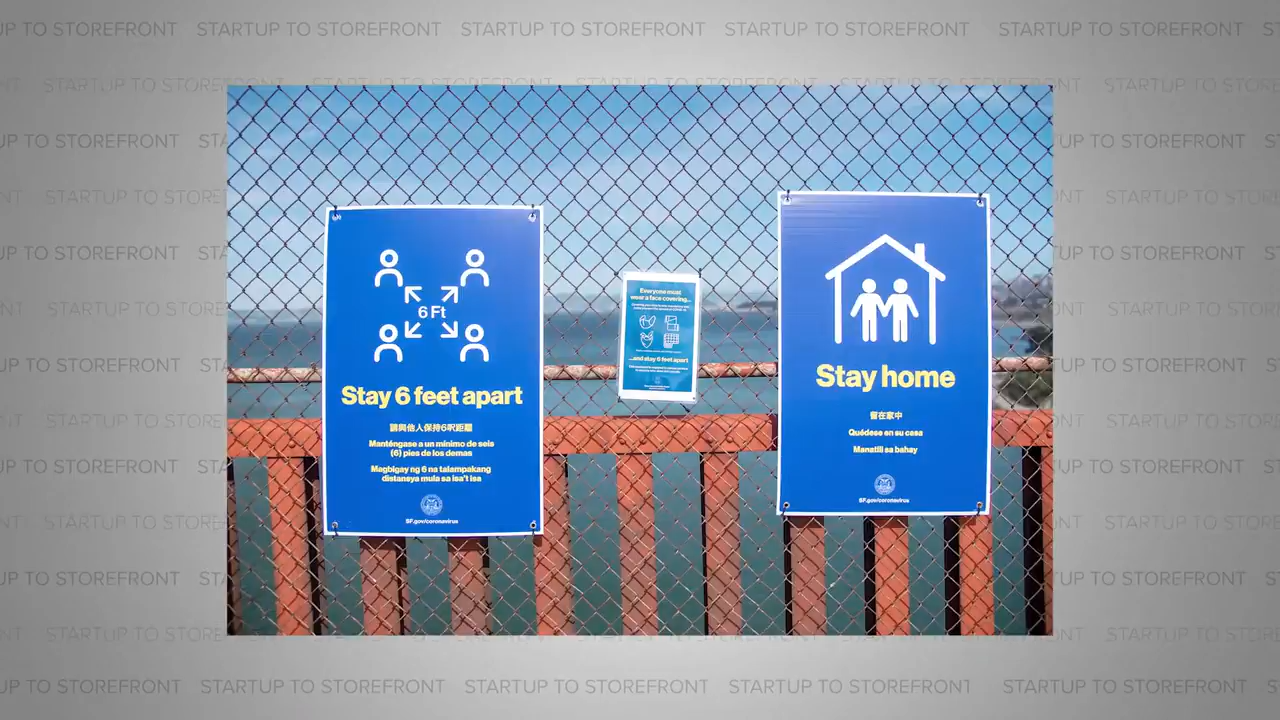 STARTUP TO STOREFRONT
6 Ft
Stay 6 feet apart
請與他人保持6呎距離
Manténgase a un mínimo de seis
(6) pies de los demas
Magbigay ng 6 na talampakang
distansya mula sa isa't isa
SF.gov/coronavirus
Everyone must
wear a face covering...
...and stay 6 feet apart
Stay home
留在家中
Quédese en su casa
Manatili sa bahay
SF.gov/coronavirus